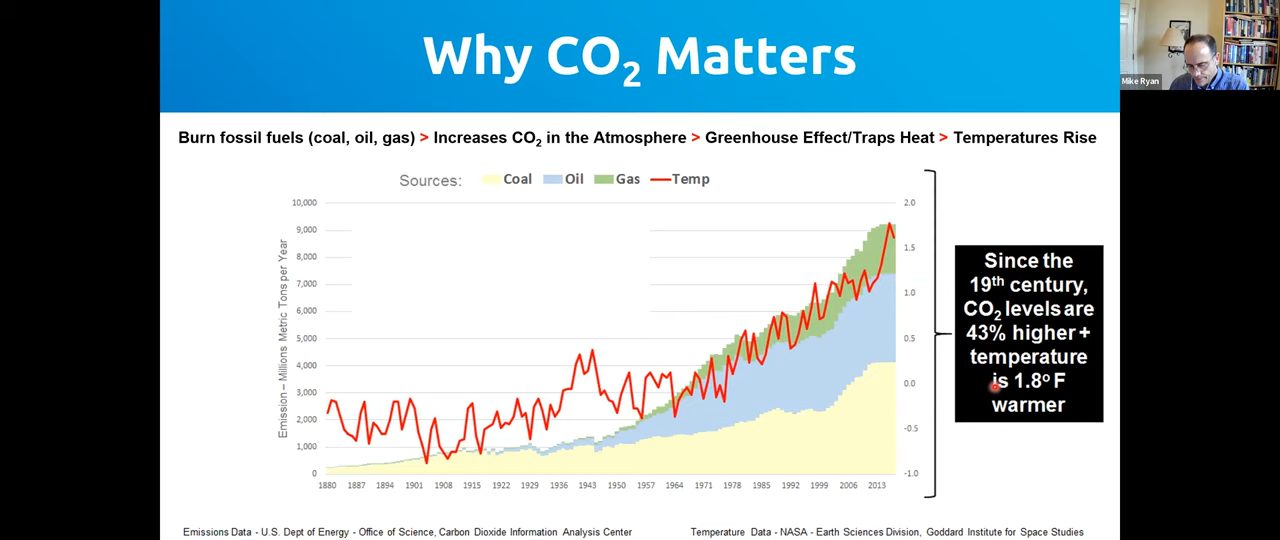 Why CO2 Matters
Mike Ryan
Burn fossil fuels (coal, oil, gas) > Increases CO2 in the Atmosphere > Greenhouse Effect/Traps Heat > Temperatures Rise
Sources: Coal Oil Gas Temp
Emission – Millions Metric Tons per Year
10,000
9,000
8,000
7,000
6,000
5,000
4,000
3,000
2,000
1,000
0
2.0
1.5
1.0
0.5
0.0
-0.5
-1.0
1880 1887 1894 1901 1908 1915 1922 1929 1936 1943 1950 1957 1964 1971 1978 1985 1992 1999 2006 2013
Since the
19th century,
CO2 levels are
43% higher +
temperature
is 1.8o F
warmer
Emissions Data - U.S. Dept of Energy - Office of Science, Carbon Dioxide Information Analysis Center
Temperature Data - NASA - Earth Sciences Division, Goddard Institute for Space Studies